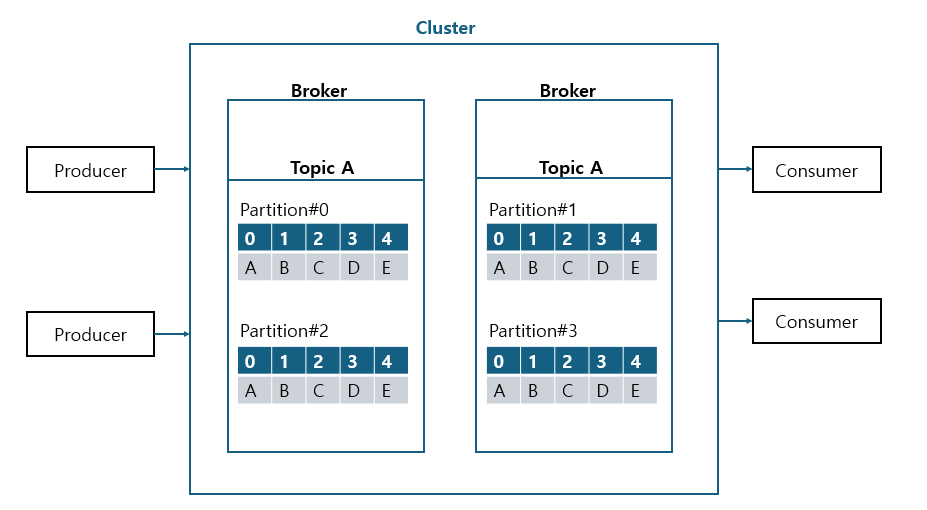 Cluster
Broker
Broker
Producer
Producer
Topic A
Partition#0
0 1 2 3 4
A B C D E
Partition#2
0 1 2 3 4
A B C D E
Topic A
Partition#1
0 1 2 3 4
A B C D E
Partition#3
0 1 2 3 4
A B C D E
Consumer
Consumer